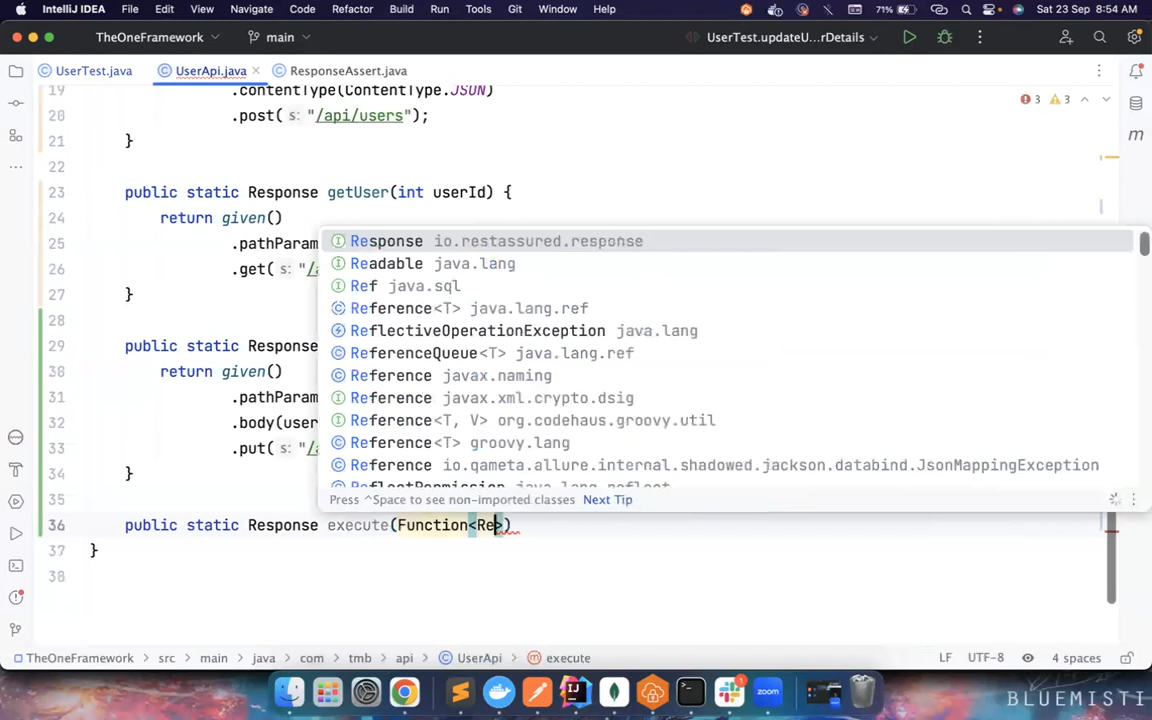 IntelliJ IDEA File Edit View Navigate Code Refactor Build Run Tools Git Window Help 71% Sat 23 Sep 8:54 AM
TheOneFramework main UserTest.updateU...rDetails
UserTest.java UserApi.java ResponseAssert.java
19 .contentType(ContentType.JSON) 3 3
20 .post( s: "/api/users");
21 }
22
23 public static Response getUser(int userId) {
24 return given()
25 .pathParam
26 .get( s: "/a
27 }
28
29 public static Response
30 return given()
31 .pathParam
32 .body(user
33 .put( s: "/a
34 }
35
36 public static Response execute(Function<Re>)
37 }
38
Response io.restassured.response
Readable java.lang
Ref java.sql
Reference<T> java.lang.ref
ReflectiveOperationException java.lang
ReferenceQueue<T> java.lang.ref
Reference javax.naming
Reference javax.xml.crypto.dsig
Reference<T, V> org.codehaus.groovy.util
Reference<T> groovy.lang
Reference io.qameta.allure.internal.shadowed.jackson.databind.JsonMappingException
ReflectPermission java.lang.reflect
Press ^Space to see non-imported classes Next Tip
TheOneFramework > src > main > java > com > tmb > api > UserApi > execute LF UTF-8 4 spaces
zoom
BLUEMISTI